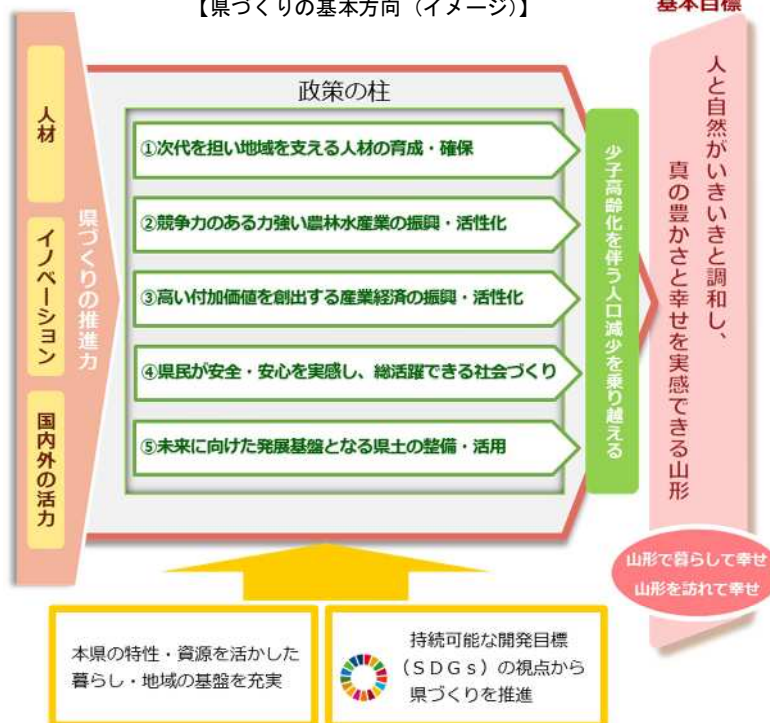 【県づくりの基本方向（イメージ）】
基本目標
人材
イノベーション
国内外の活力
県づくりの推進力
政策の柱
①次代を担い地域を支える人材の育成・確保
②競争力のある力強い農林水産業の振興・活性化
③高い付加価値を創出する産業経済の振興・活性化
④県民が安全・安心を実感し、総活躍できる社会づくり
⑤未来に向けた発展基盤となる県土の整備・活用
少子高齢化を伴う人口減少を乗り越える
人と自然がいきいきと調和し、
真の豊かさと幸せを実感できる山形
山形で暮らして幸せ
山形を訪れて幸せ
本県の特性・資源を活かした
暮らし・地域の基盤を充実
持続可能な開発目標
（ＳＤＧｓ）の視点から
県づくりを推進